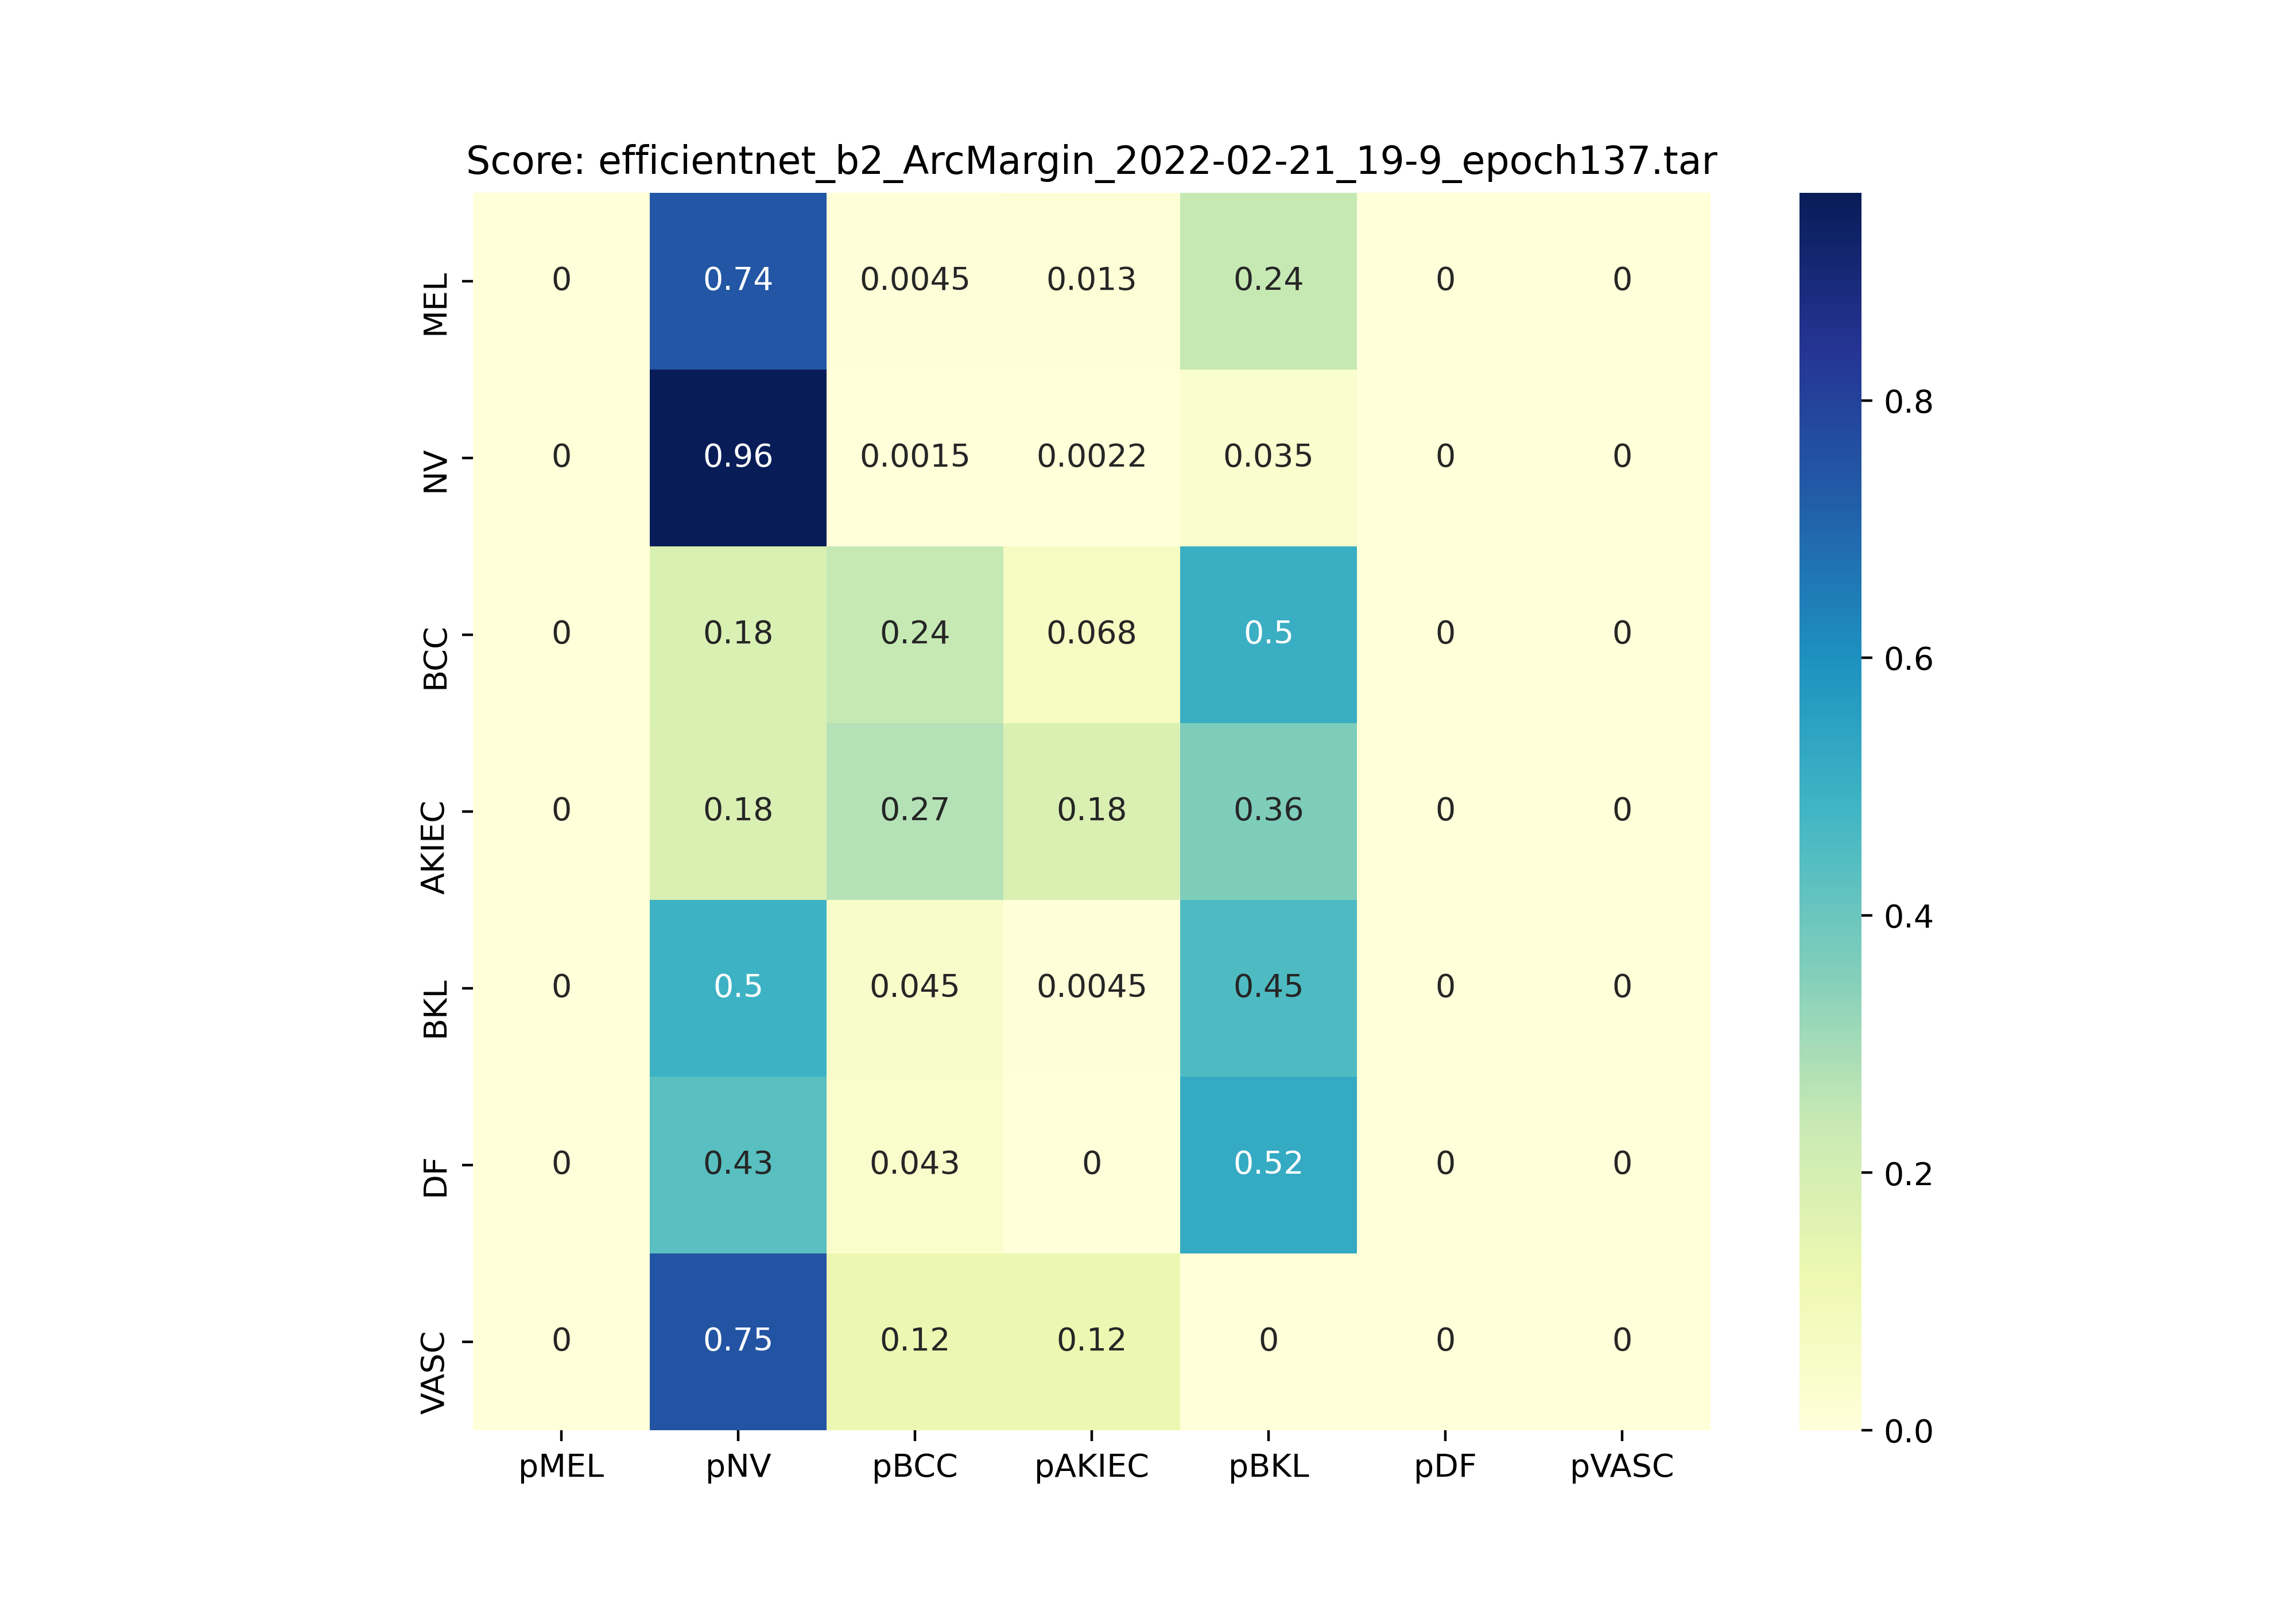 Score: efficientnet_b2_ArcMargin_2022-02-21_19-9_epoch137.tar
MEL 0 0.74 0.0045 0.013 0.24 0 0
NV 0 0.96 0.0015 0.0022 0.035 0 0
BCC 0 0.18 0.24 0.068 0.5 0 0
AKIEC 0 0.18 0.27 0.18 0.36 0 0
BKL 0 0.5 0.045 0.0045 0.45 0 0
DF 0 0.43 0.043 0 0.52 0 0
VASC 0 0.75 0.12 0.12 0 0 0
pMEL pNV pBCC pAKIEC pBKL pDF pVASC
0.8
0.6
0.4
0.2
0.0